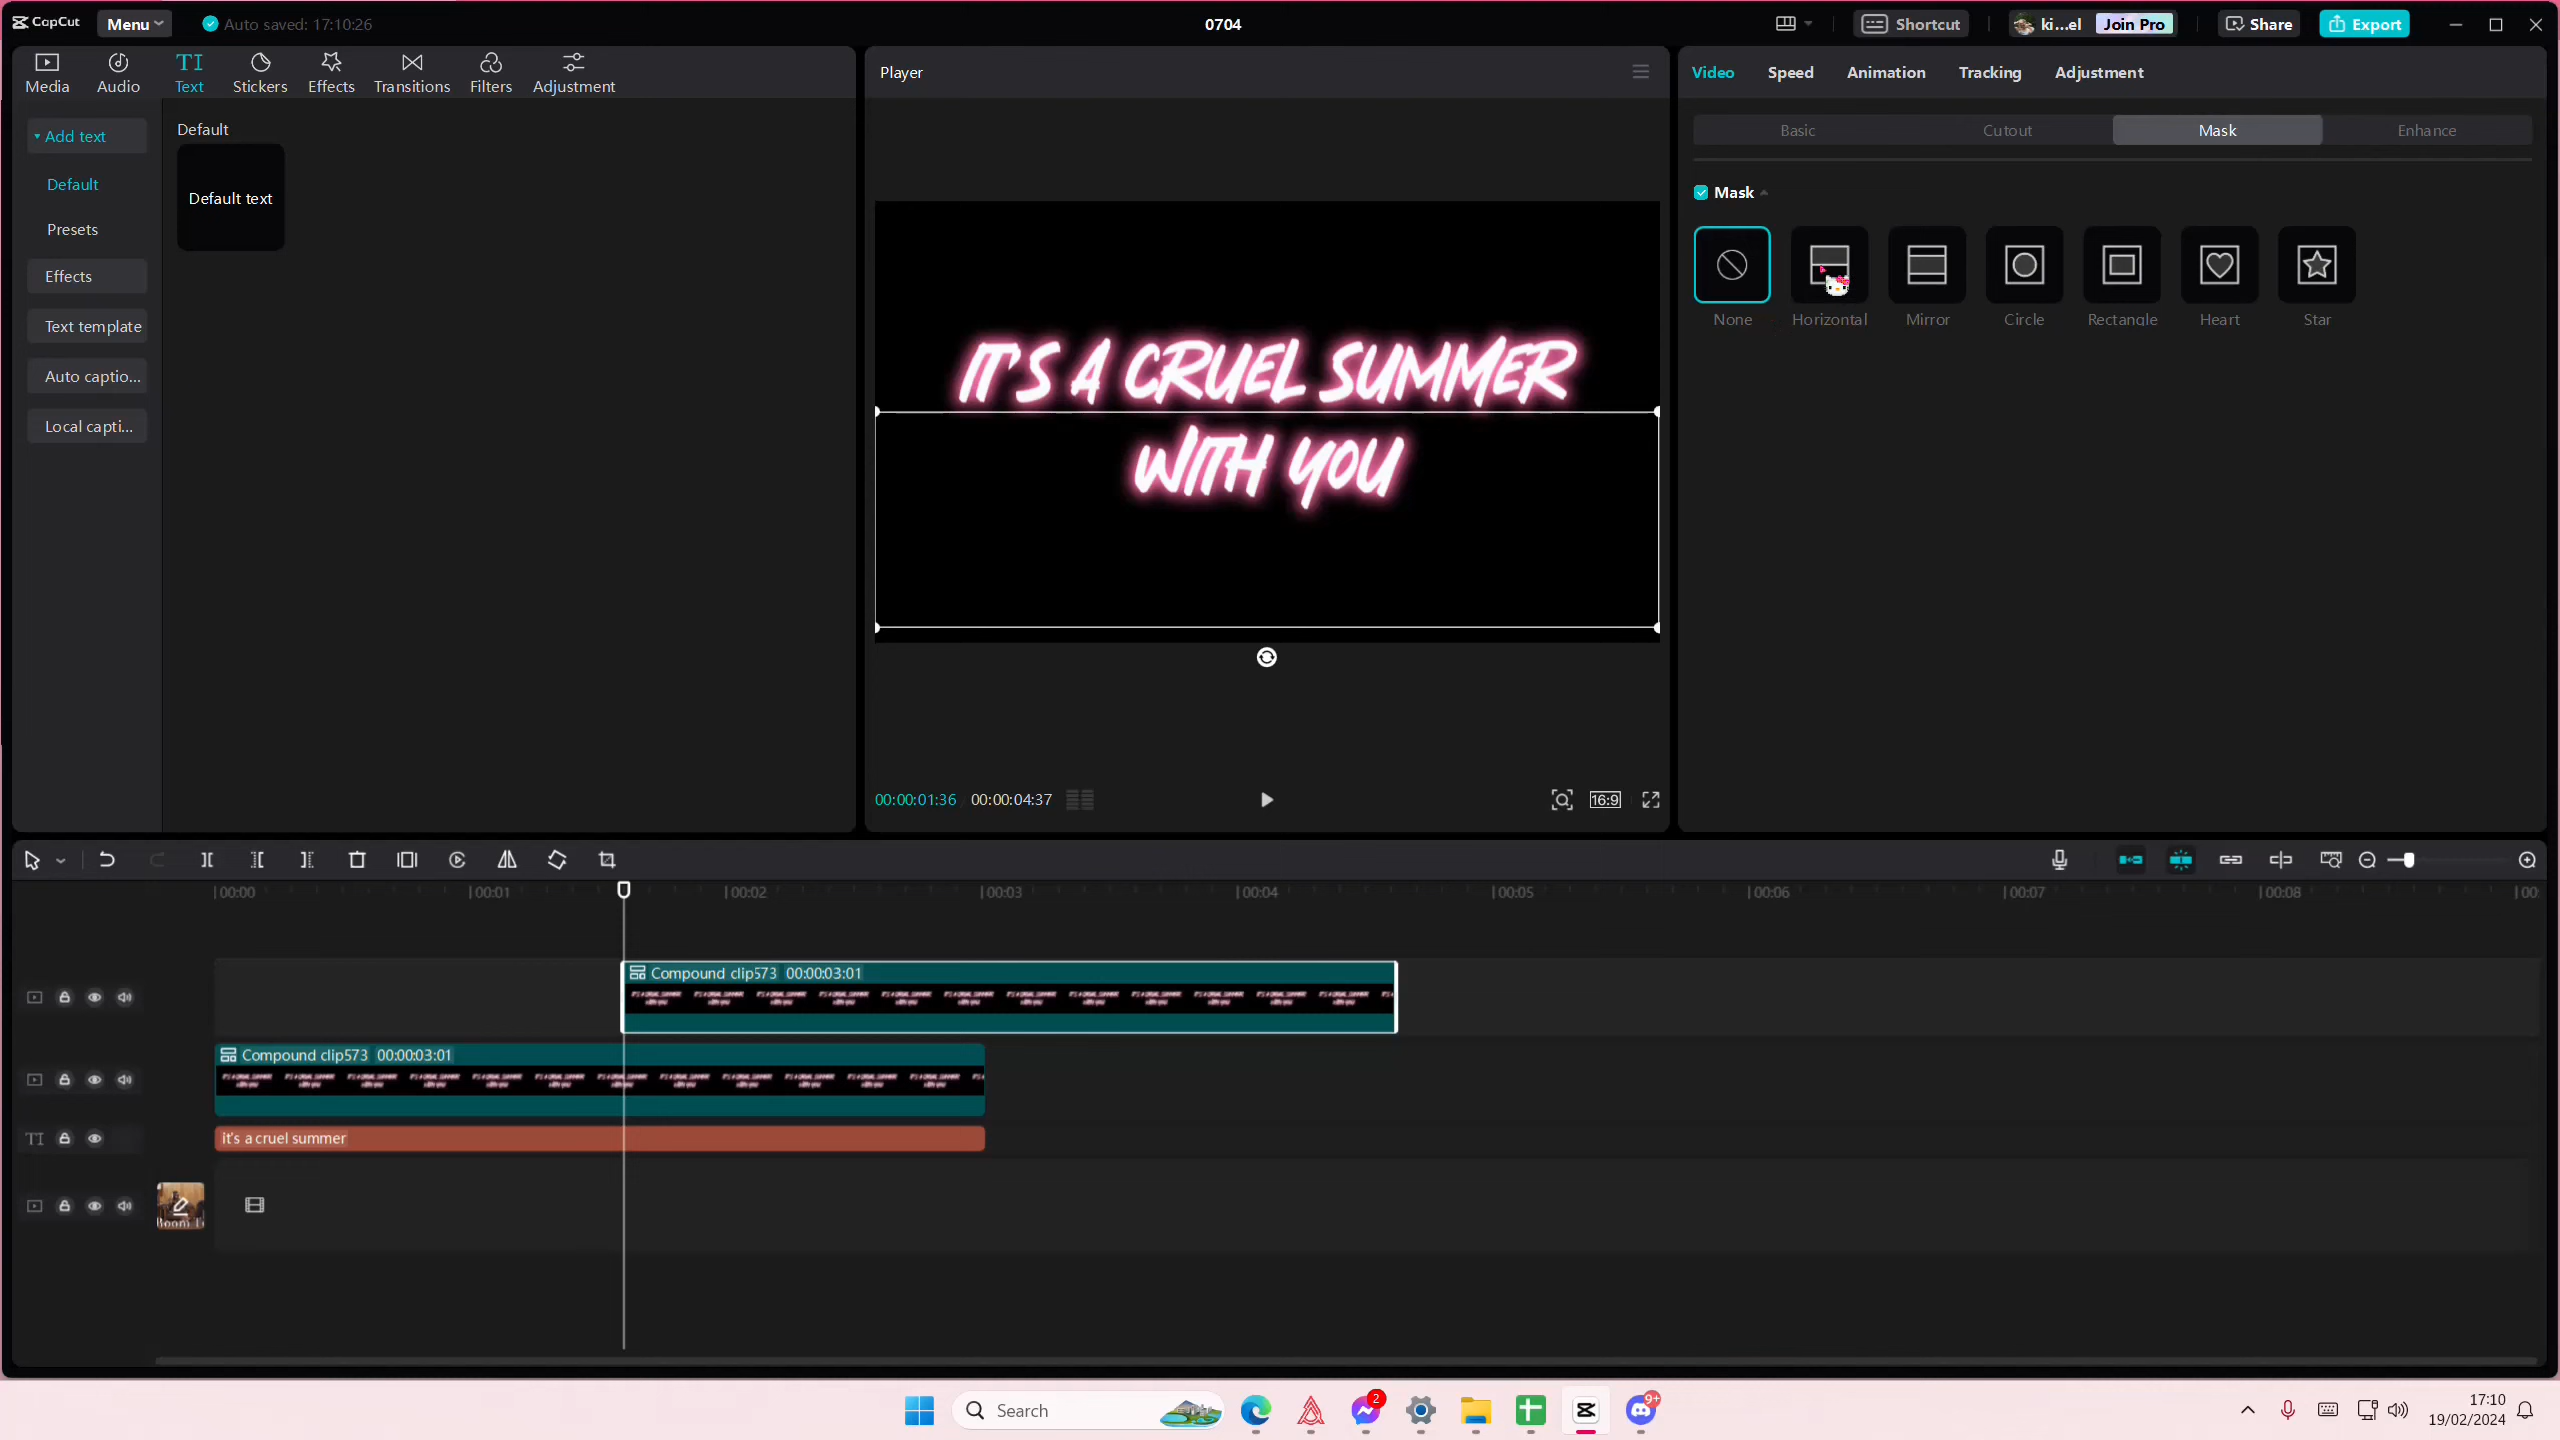 CapCut
Menu
Auto saved: 17:10:26
0704
Shortcut
ki...el
Join Pro
Share
Export
Media
Audio
TI
Text
Stickers
Effects
Transitions
Filters
Adjustment
Add text
Default
Presets
Effects
Text template
Auto captio...
Local capti...
Default
Default text
Player
IT'S A CRUEL SUMMER
WITH YOU
00:00:01:36
00:00:04:37
16:9
Video
Speed
Animation
Tracking
Adjustment
Basic
Cutout
Mask
Enhance
Mask
None
Horizontal
Mirror
Circle
Rectangle
Heart
Star
00:00
00:01
00:02
00:03
00:04
00:05
00:06
00:07
00:08
00:
Compound clip573 00:00:03:01
Compound clip573 00:00:03:01
TI
it's a cruel summer
Search
2
9+
17:10
19/02/2024